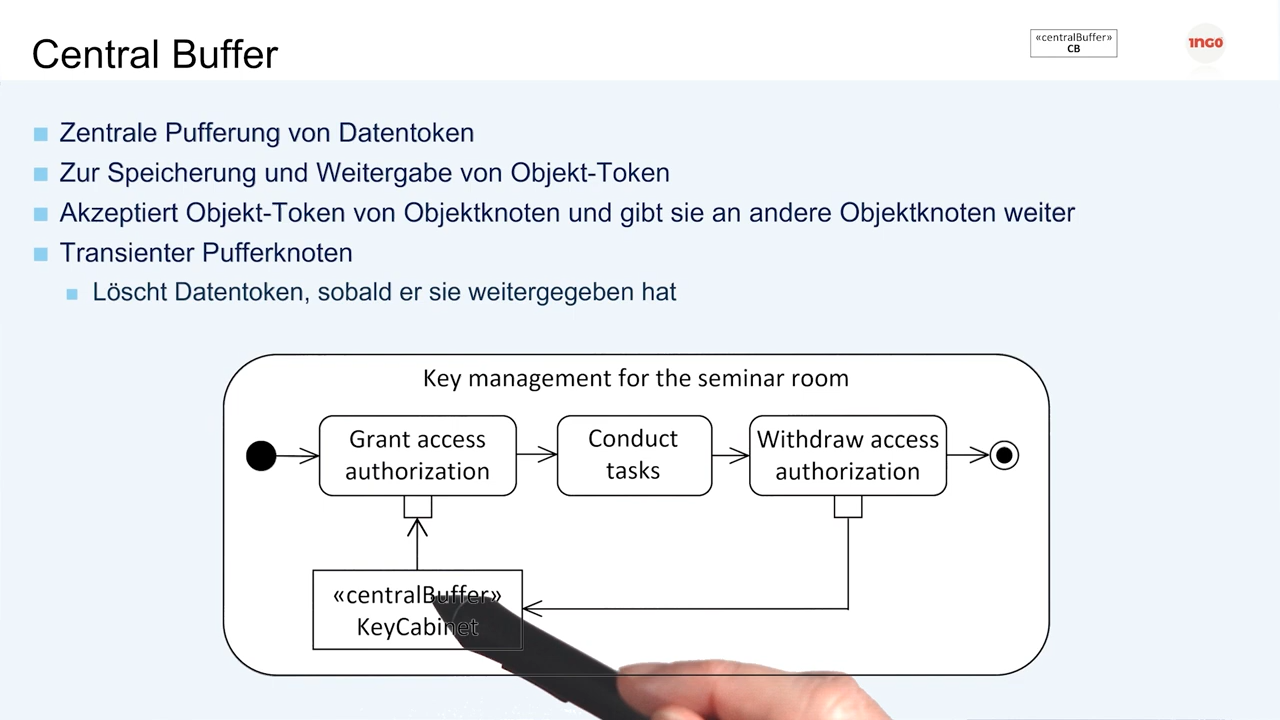 Central Buffer
«centralBuffer»
CB
1NG0
Zentrale Pufferung von Datentoken
Zur Speicherung und Weitergabe von Objekt-Token
Akzeptiert Objekt-Token von Objektknoten und gibt sie an andere Objektknoten weiter
Transienter Pufferknoten
Löscht Datentoken, sobald er sie weitergegeben hat
Key management for the seminar room
Grant access
authorization
Conduct
tasks
Withdraw access
authorization
«centralBuffer»
KeyCabinet